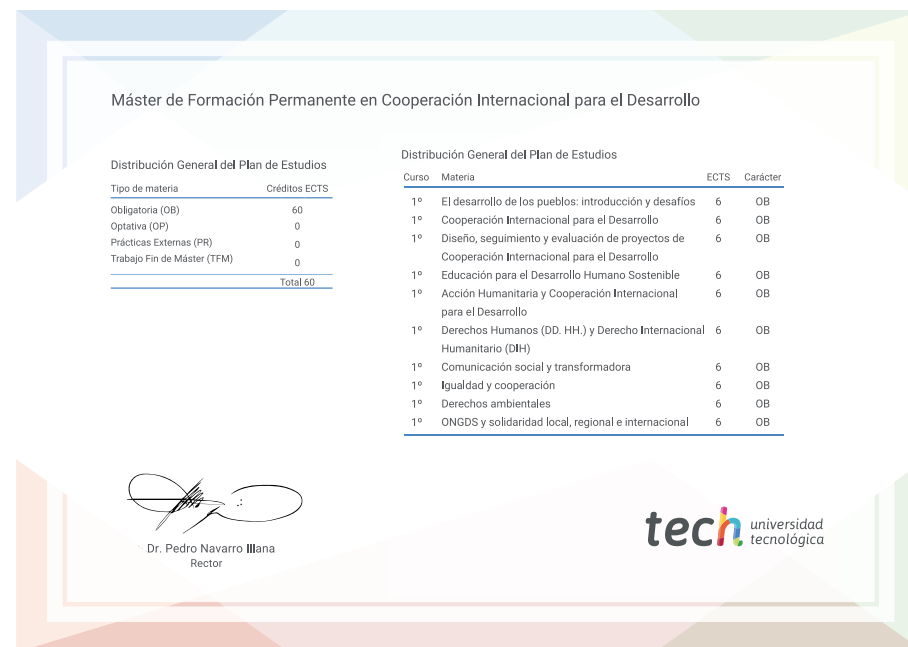 Máster de Formación Permanente en Cooperación Internacional para el Desarrollo
Distribución General del Plan de Estudios
Tipo de materia Créditos ECTS
Obligatoria (OB) 60
Optativa (OP) 0
Prácticas Externas (PR) 0
Trabajo Fin de Máster (TFM) 0
Total 60
Distribución General del Plan de Estudios
Curso Materia ECTS Carácter
1º El desarrollo de los pueblos: introducción y desafíos 6 OB
1º Cooperación Internacional para el Desarrollo 6 OB
1º Diseño, seguimiento y evaluación de proyectos de 6 OB
Cooperación Internacional para el Desarrollo
1º Educación para el Desarrollo Humano Sostenible 6 OB
1º Acción Humanitaria y Cooperación Internacional 6 OB
para el Desarrollo
1º Derechos Humanos (DD. HH.) y Derecho Internacional 6 OB
Humanitario (DIH)
1º Comunicación social y transformadora 6 OB
1º Igualdad y cooperación 6 OB
1º Derechos ambientales 6 OB
1º ONGDS y solidaridad local, regional e internacional 6 OB
Dr. Pedro Navarro Illana
Rector
tech universidad
tecnológica